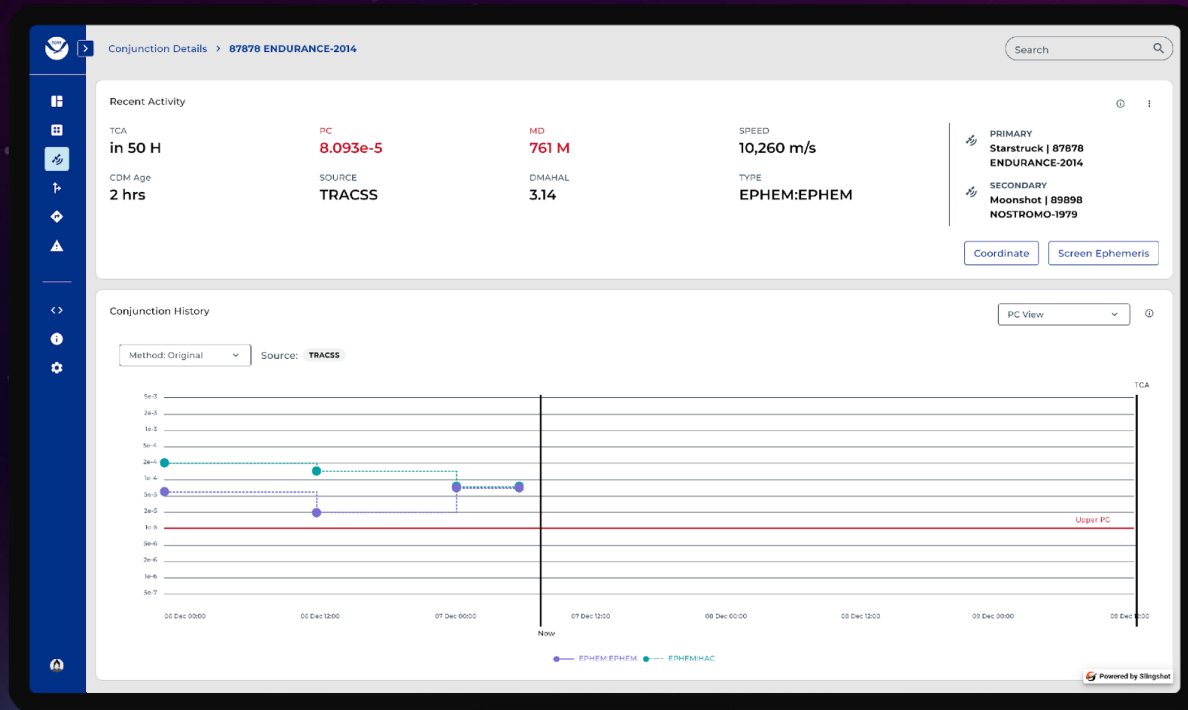 Conjunction Details > 87878 ENDURANCE-2014
Search
Recent Activity
TCA
in 50 H
PC
8.093e-5
MD
761 M
SPEED
10,260 m/s
CDM Age
2 hrs
SOURCE
TRACSS
DMAHAL
3.14
TYPE
EPHEM:EPHEM
PRIMARY
Starstruck | 87878
ENDURANCE-2014
SECONDARY
Moonshot | 89898
NOSTROMO-1979
Coordinate
Screen Ephemeris
Conjunction History
PC View
Method: Original
Source: TRACSS
TCA
5e-3
2e-3
1e-3
5e-4
2e-4
1e-4
5e-5
2e-5
1e-5
Upper PC
5e-6
2e-6
1e-6
5e-7
06 Dec 00:00
06 Dec 12:00
07 Dec 00:00
07 Dec 12:00
08 Dec 00:00
08 Dec 12:00
09 Dec 00:00
Now
EPHEM:EPHEM
EPHEM:HAC
Powered by Slingshot